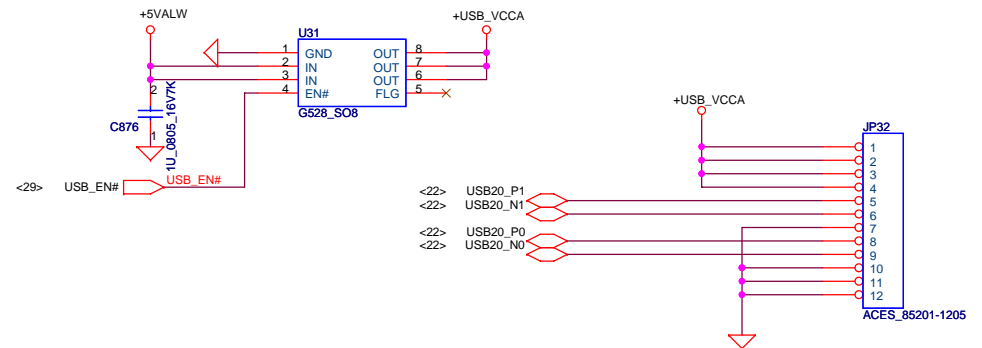 +5VALW
+USB_VCCA
U31
1 GND OUT 8
2 IN OUT 7
3 IN OUT 6
4 EN# FLG 5
G528_SO8
2
C876
1
1U_0805_16V7K
<29> USB_EN# USB_EN#
+USB_VCCA
JP32
1
2
3
4
<22> USB20_P1 5
<22> USB20_N1 6
7
<22> USB20_P0 8
<22> USB20_N0 9
10
11
12
ACES_85201-1205